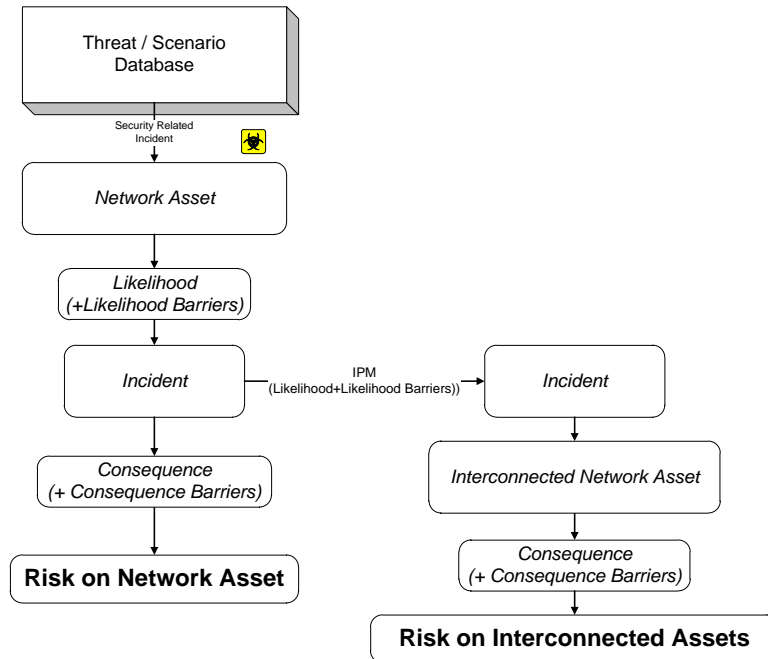 Threat / Scenario
Database
Security Related
Incident
Network Asset
Likelihood
(+Likelihood Barriers)
Incident
IPM
(Likelihood+Likelihood Barriers))
Incident
Consequence
(+ Consequence Barriers)
Interconnected Network Asset
Risk on Network Asset
Consequence
(+ Consequence Barriers)
Risk on Interconnected Assets